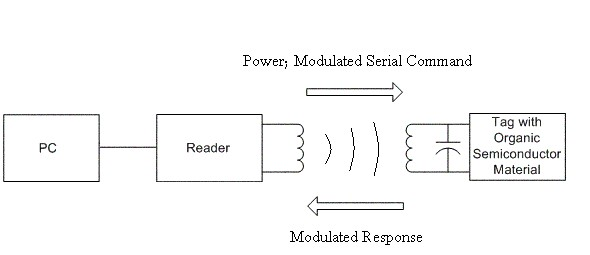 Power; Modulated Serial Command
PC
Reader
Tag with
Organic
Semiconductor
Material
Modulated Response